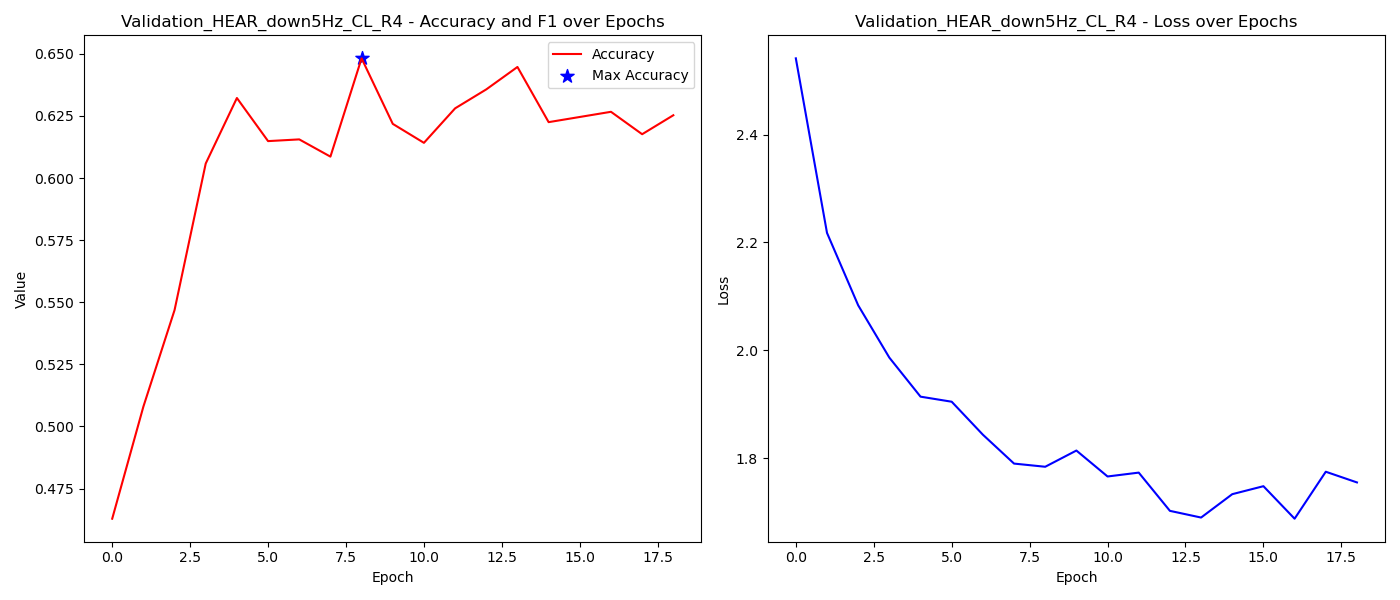 Validation_HEAR_down5Hz_CL_R4 - Accuracy and F1 over Epochs
Accuracy
Max Accuracy
0.650
0.625
0.600
0.575
0.550
0.525
0.500
0.475
Value
0.0 2.5 5.0 7.5 10.0 12.5 15.0 17.5
Epoch
Validation_HEAR_down5Hz_CL_R4 - Loss over Epochs
2.4
2.2
2.0
1.8
Loss
0.0 2.5 5.0 7.5 10.0 12.5 15.0 17.5
Epoch